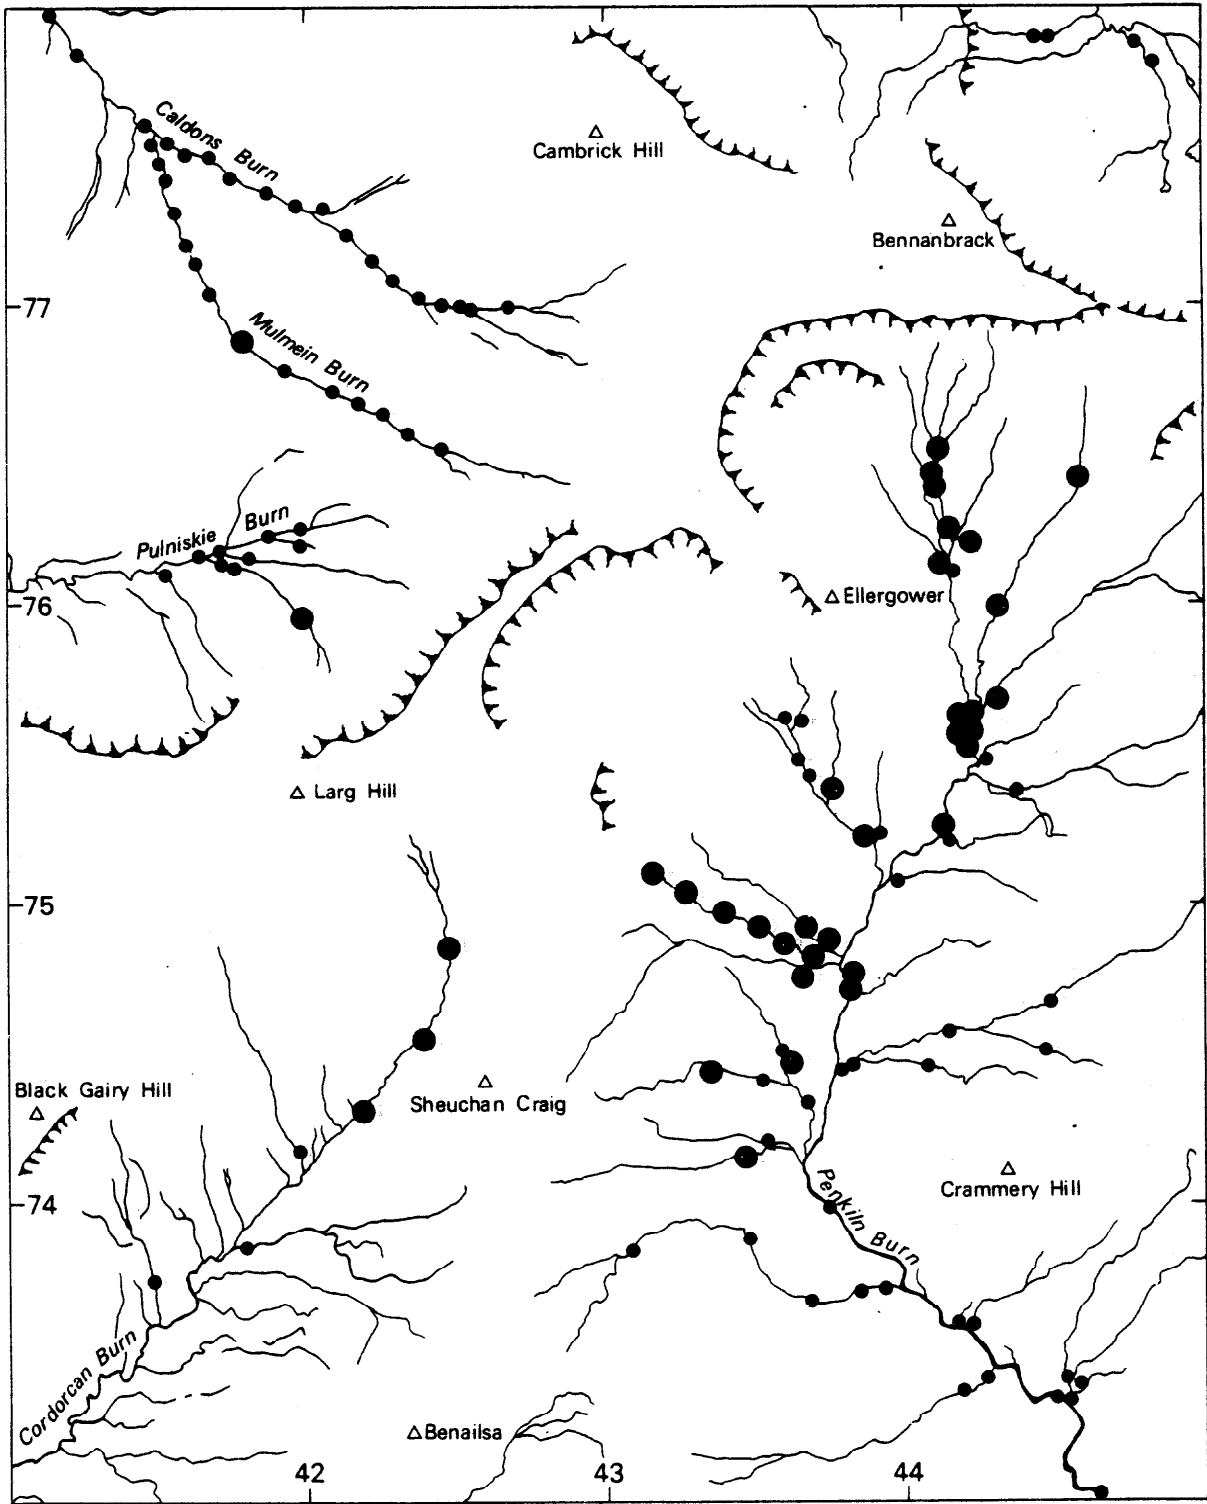 Caldons Burn
Cambrick Hill
Bennanbrack
77
Mulmein Burn
Pulniskie Burn
76
Ellergower
Larg Hill
75
Black Gairy Hill
Sheuchan Craig
74
Penkiln Burn
Crammery Hill
Cordorcan Burn
Benailsa
42
43
44